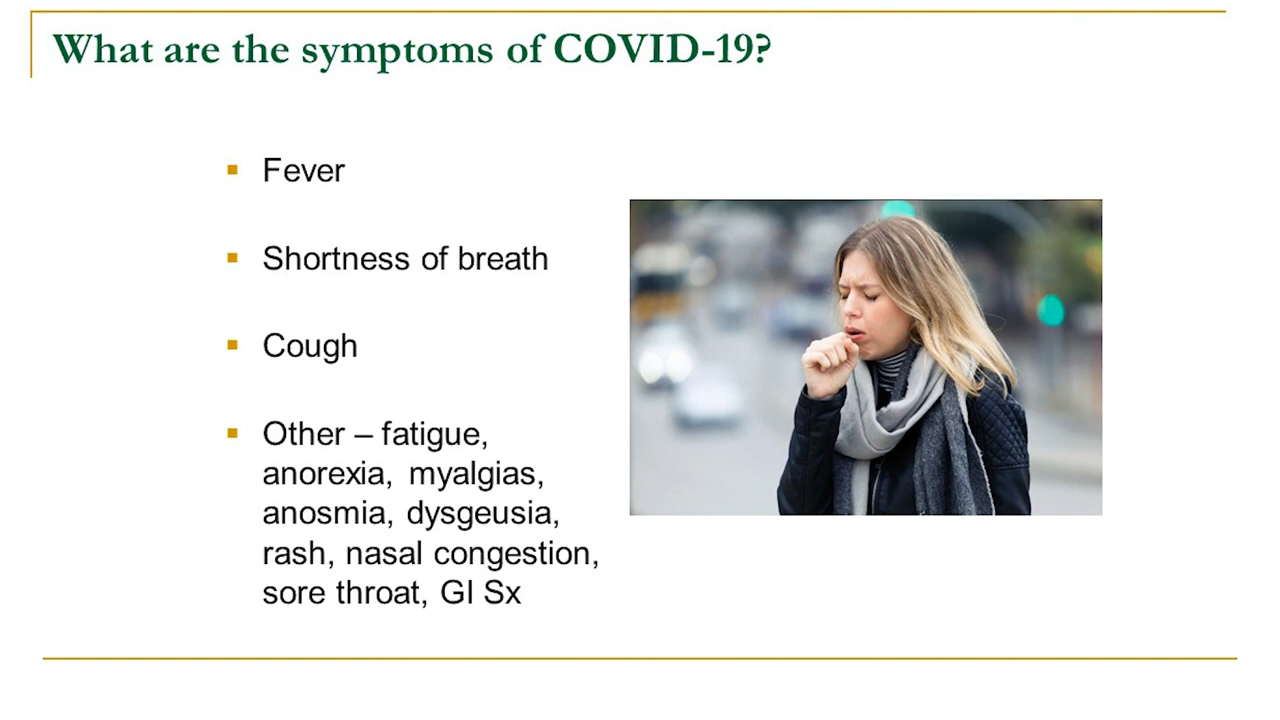 What are the symptoms of COVID-19?
Fever
Shortness of breath
Cough
Other – fatigue,
anorexia, myalgias,
anosmia, dysgeusia,
rash, nasal congestion,
sore throat, GI Sx